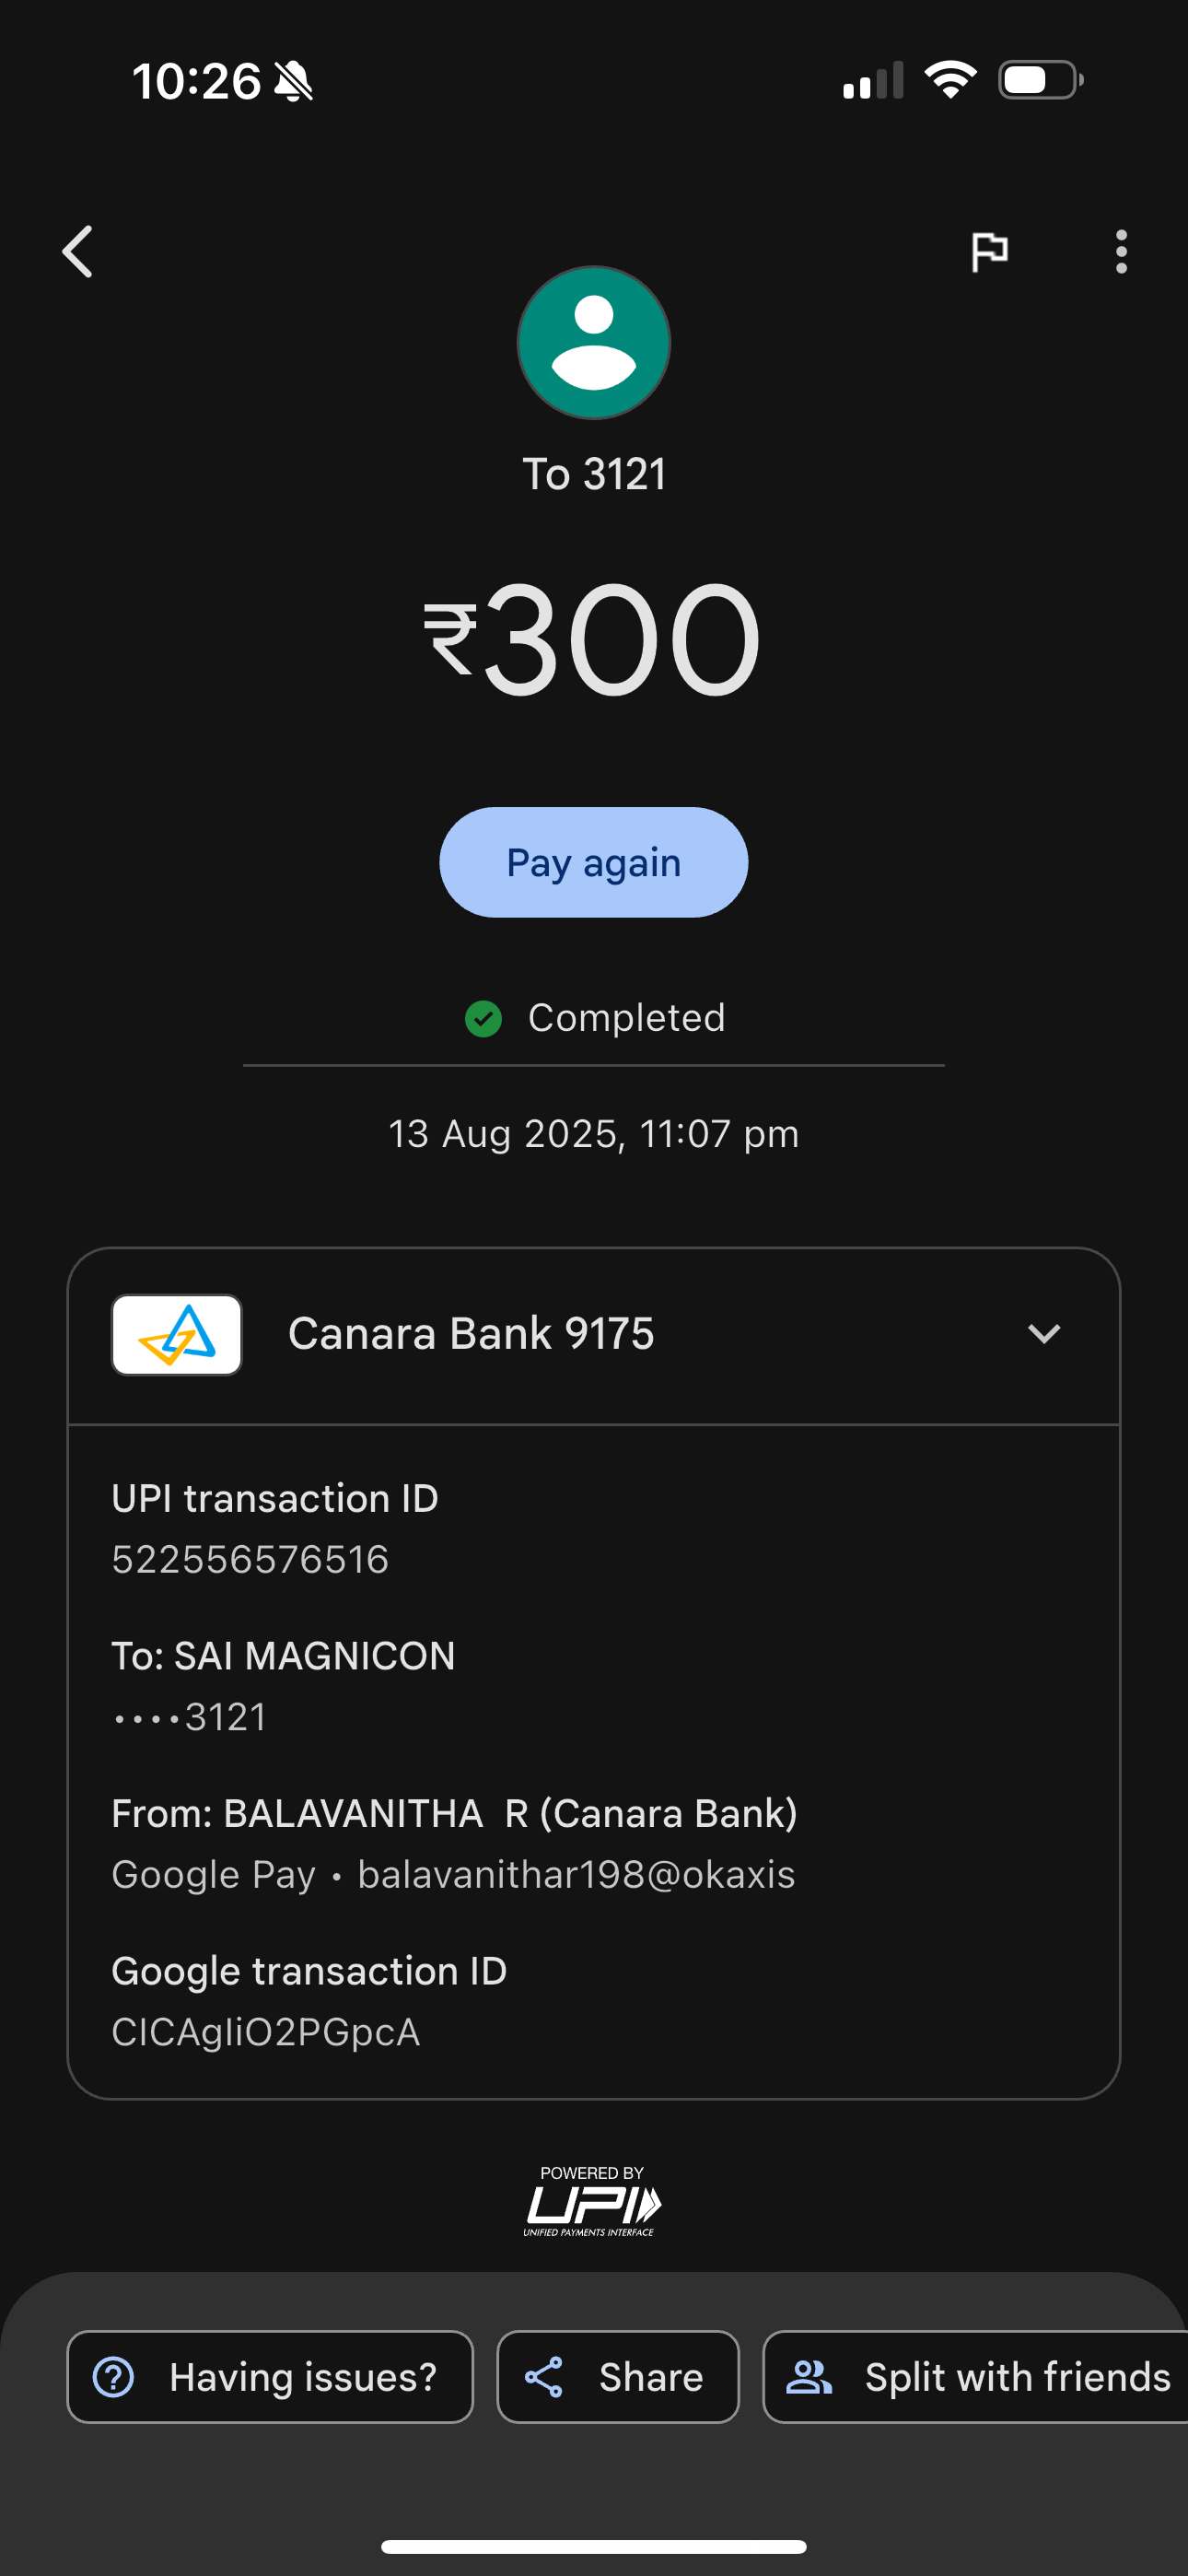 10:26
To 3121
₹300
Pay again
Completed
13 Aug 2025, 11:07 pm
Canara Bank 9175
UPI transaction ID
522556576516
To: SAI MAGNICON
••••3121
From: BALAVANITHA  R (Canara Bank)
Google Pay • balavanithar198@okaxis
Google transaction ID
CICAgIiO2PGpcA
POWERED BY
UPI
UNIFIED PAYMENTS INTERFACE
Having issues?
Share
Split with friends